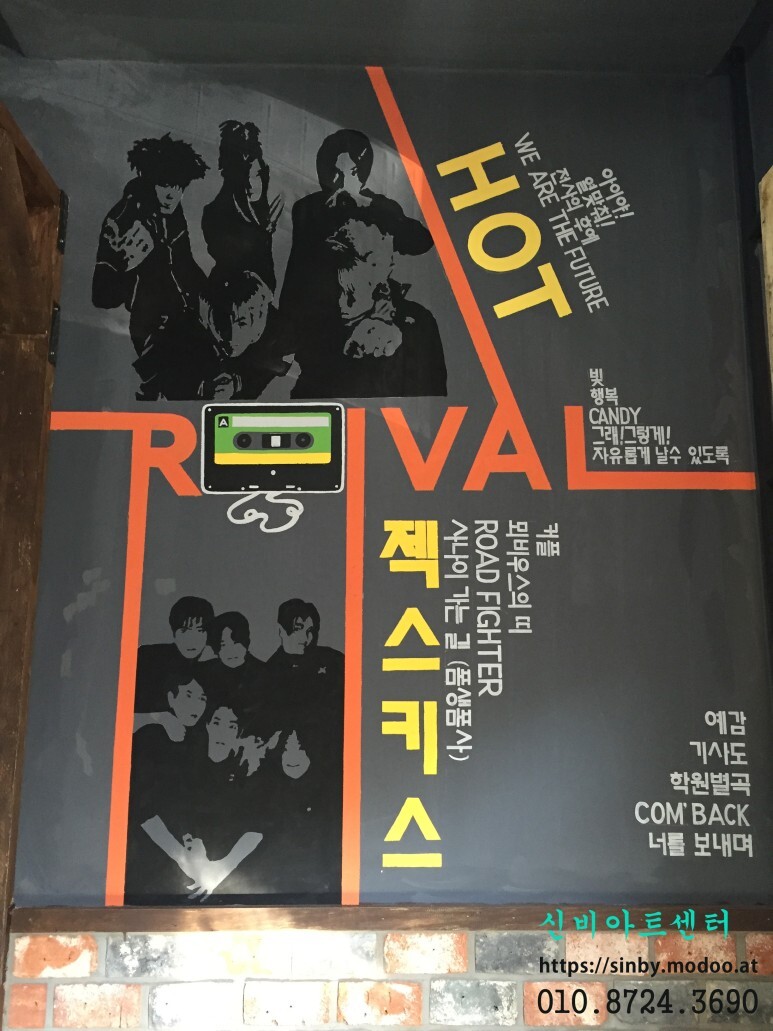 HOT
아이야!
열맞춰!
전사의 후예
WE ARE THE FUTURE
빛
행복
CANDY
그래!그렇게!
자유롭게 날수 있도록
A
RIVAL
젝스키스
커플
뫼비우스의 띠
ROAD FIGHTER
사나이 가는 길 (폼생폼사)
예감
기사도
학원별곡
COM'BACK
너를 보내며
신비아트센터
https://sinby.modoo.at
010.8724.3690